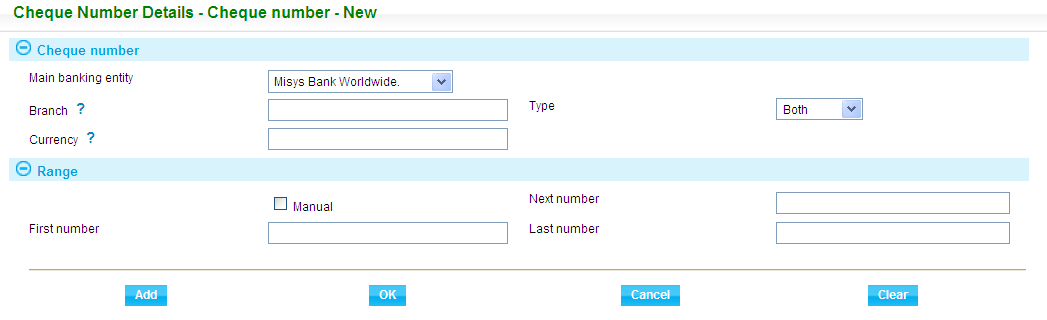 Cheque Number Details - Cheque number - New
Cheque number
Main banking entity Misys Bank Worldwide.
Branch ? Type Both
Currency ?
Range
Manual Next number
First number Last number
Add OK Cancel Clear